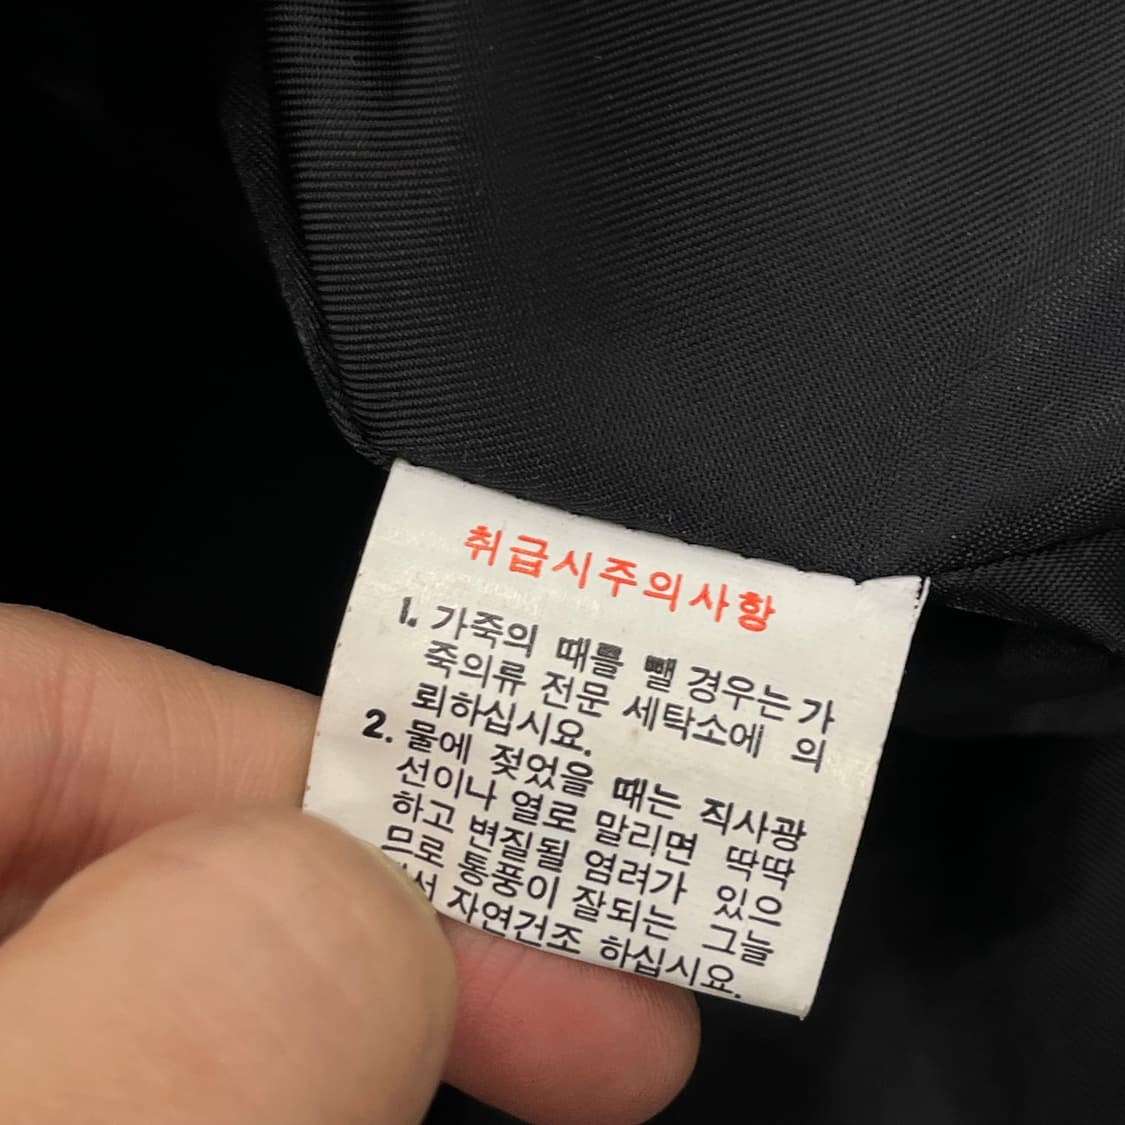 취급시주의사항
1. 가죽의 때를 뺄 경우는 가
죽의류 전문 세탁소에 의
뢰하십시요.
2. 물에 젖었을 때는 직사광
선이나 열로 말리면 딱딱
하고 변질될 염려가 있으
므로 통풍이 잘되는 그늘
자연건조 하십시요.